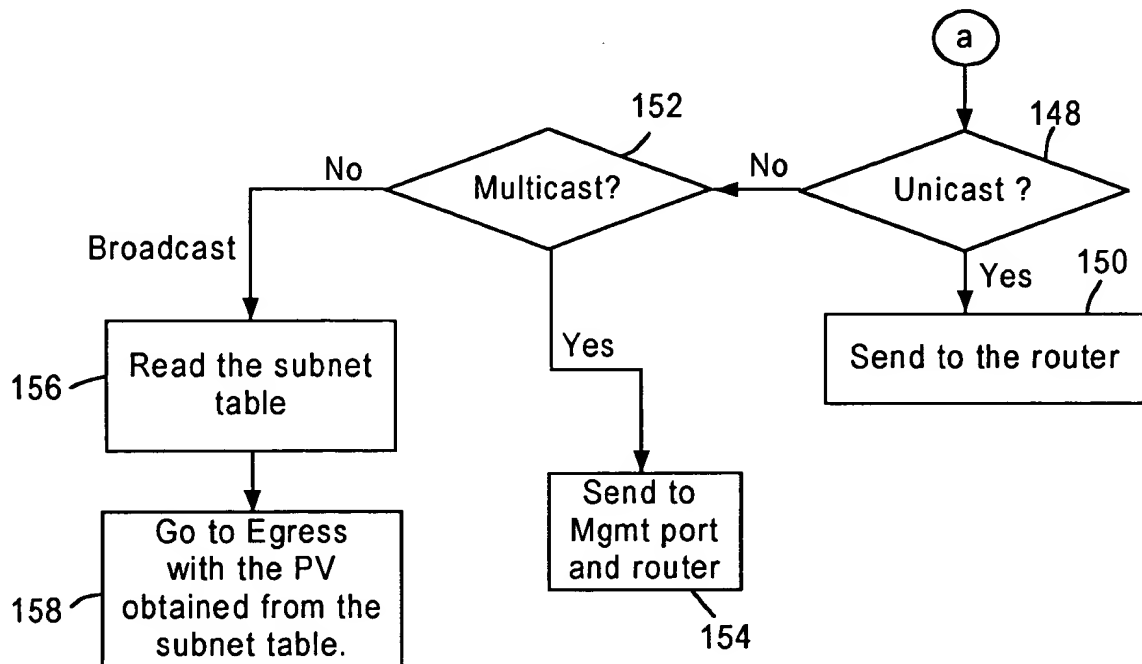 a
152
148
No
Multicast?
No
Unicast ?
Broadcast
Yes
150
Yes
Send to the router
156
Read the subnet
table
Send to
Mgmt port
and router
154
158
Go to Egress
with the PV
obtained from the
subnet table.